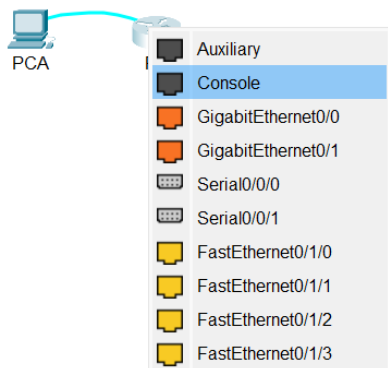 PCA
Auxiliary
Console
GigabitEthernet0/0
GigabitEthernet0/1
Serial0/0/0
Serial0/0/1
FastEthernet0/1/0
FastEthernet0/1/1
FastEthernet0/1/2
FastEthernet0/1/3